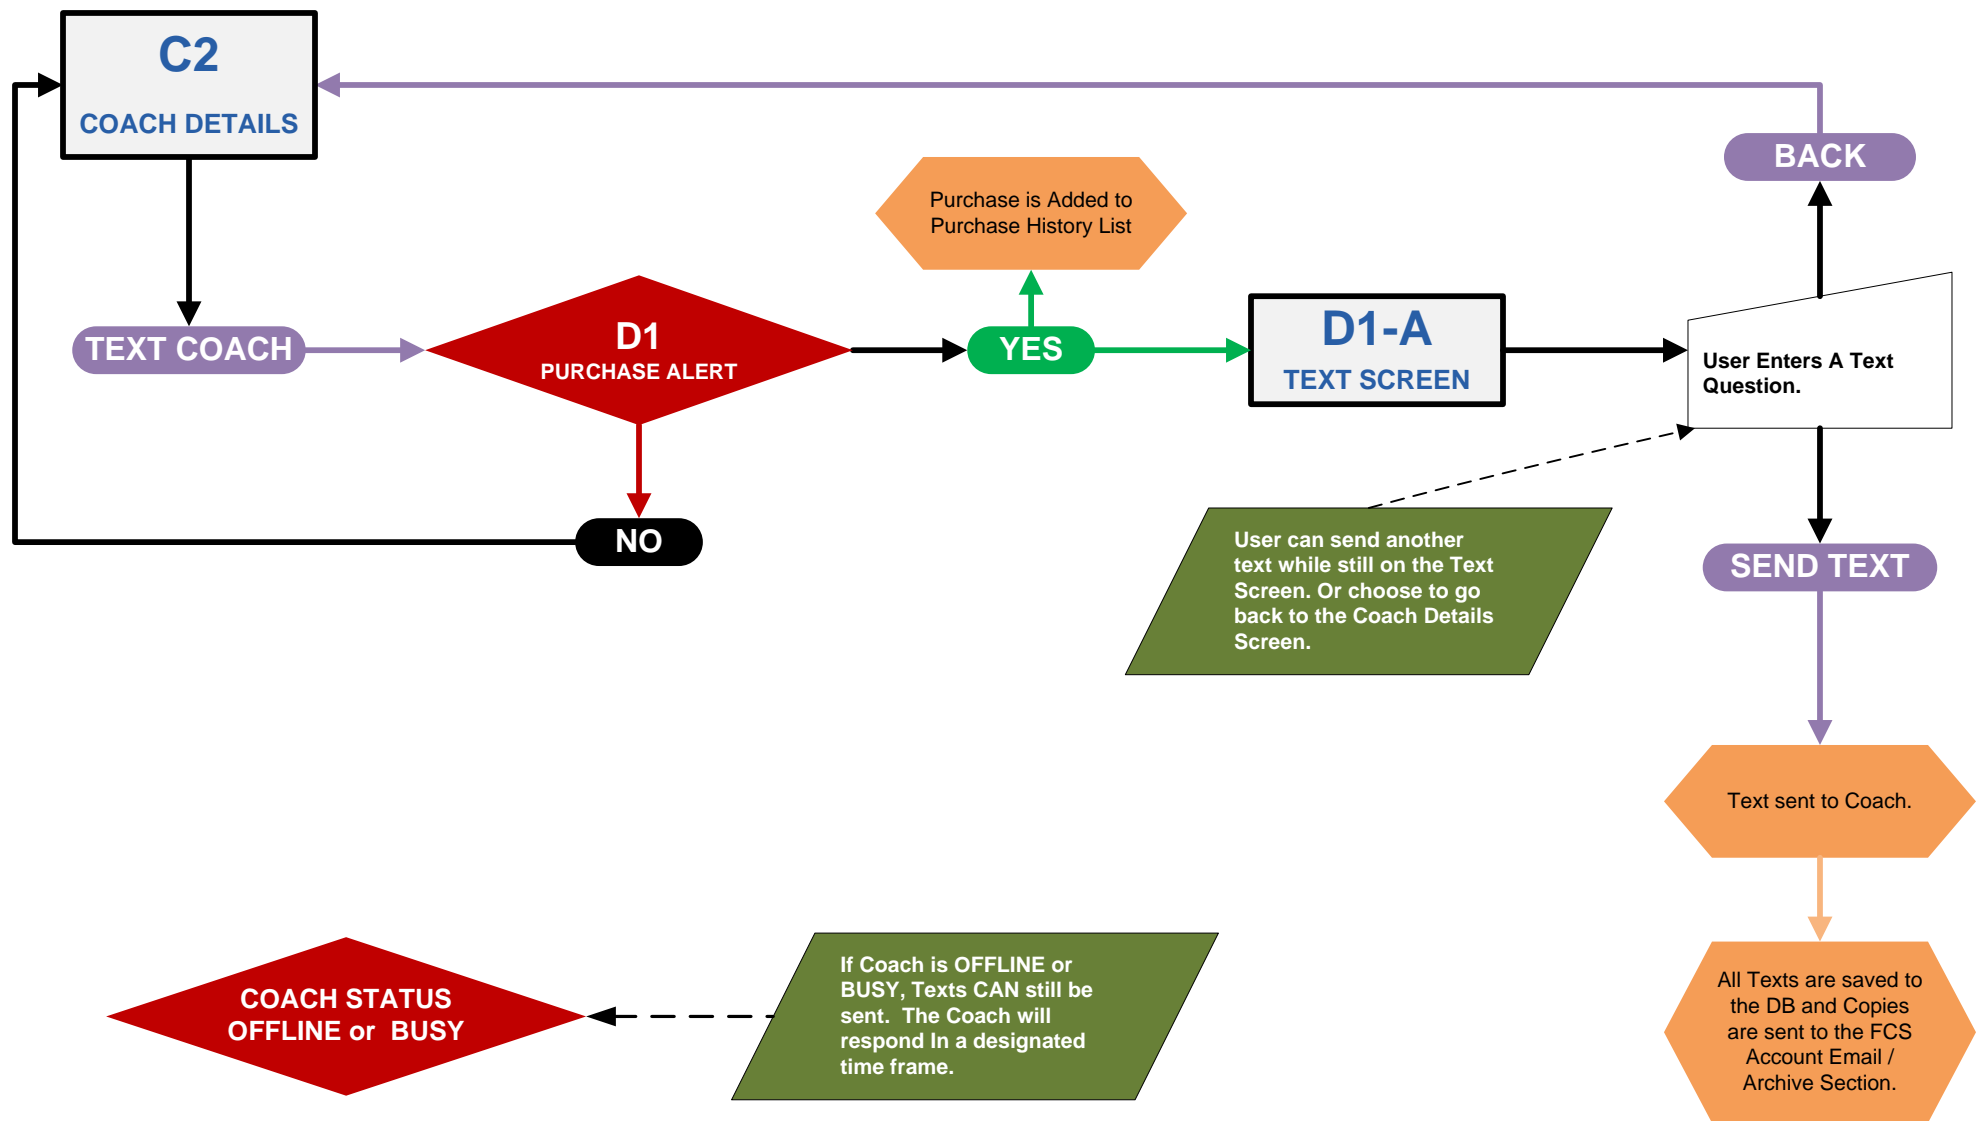 C2
COACH DETAILS
BACK
Purchase is Added to
Purchase History List
TEXT COACH
D1
PURCHASE ALERT
YES
D1-A
TEXT SCREEN
User Enters A Text
Question.
NO
User can send another
text while still on the Text
Screen. Or choose to go
back to the Coach Details
Screen.
SEND TEXT
Text sent to Coach.
COACH STATUS
OFFLINE or BUSY
If Coach is OFFLINE or
BUSY, Texts CAN still be
sent. The Coach will
respond In a designated
time frame.
All Texts are saved to
the DB and Copies
are sent to the FCS
Account Email /
Archive Section.